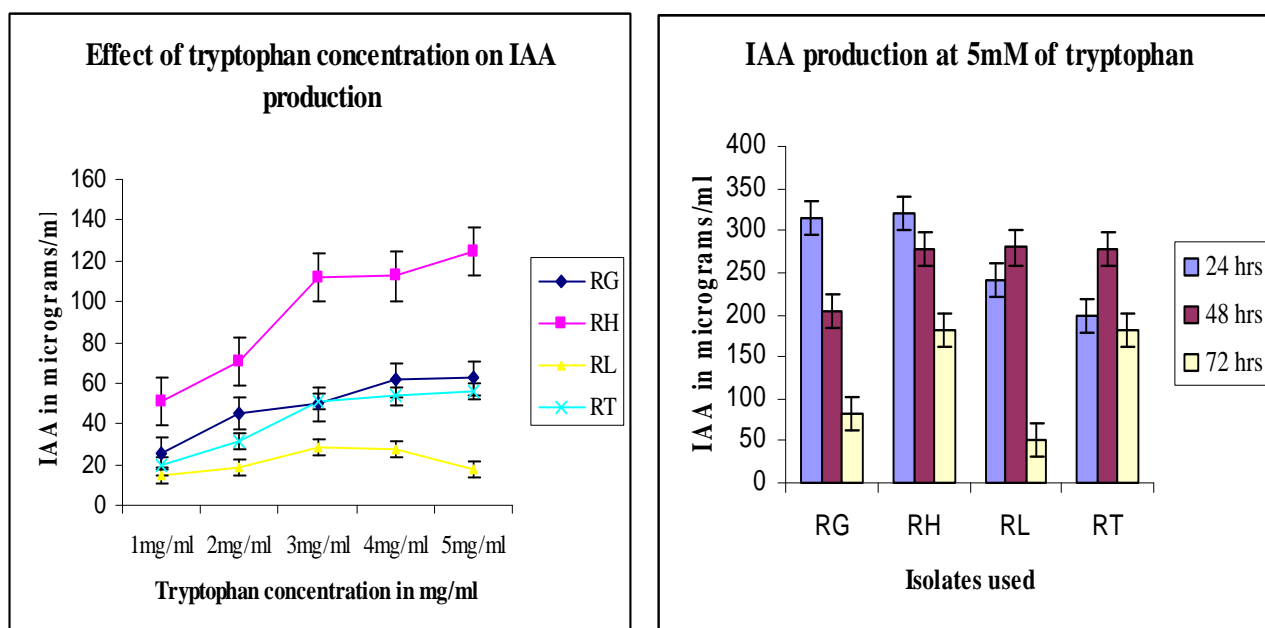 Effect of tryptophan concentration on IAA
production
IAA in micrograms/ml
160
140
120
100
80
60
40
20
0
1mg/ml 2mg/ml 3mg/ml 4mg/ml 5mg/ml
Tryptophan concentration in mg/ml
RG
RH
RL
RT
IAA production at 5mM of tryptophan
IAA in micrograms/ml
400
350
300
250
200
150
100
50
0
RG RH RL RT
Isolates used
24 hrs
48 hrs
72 hrs